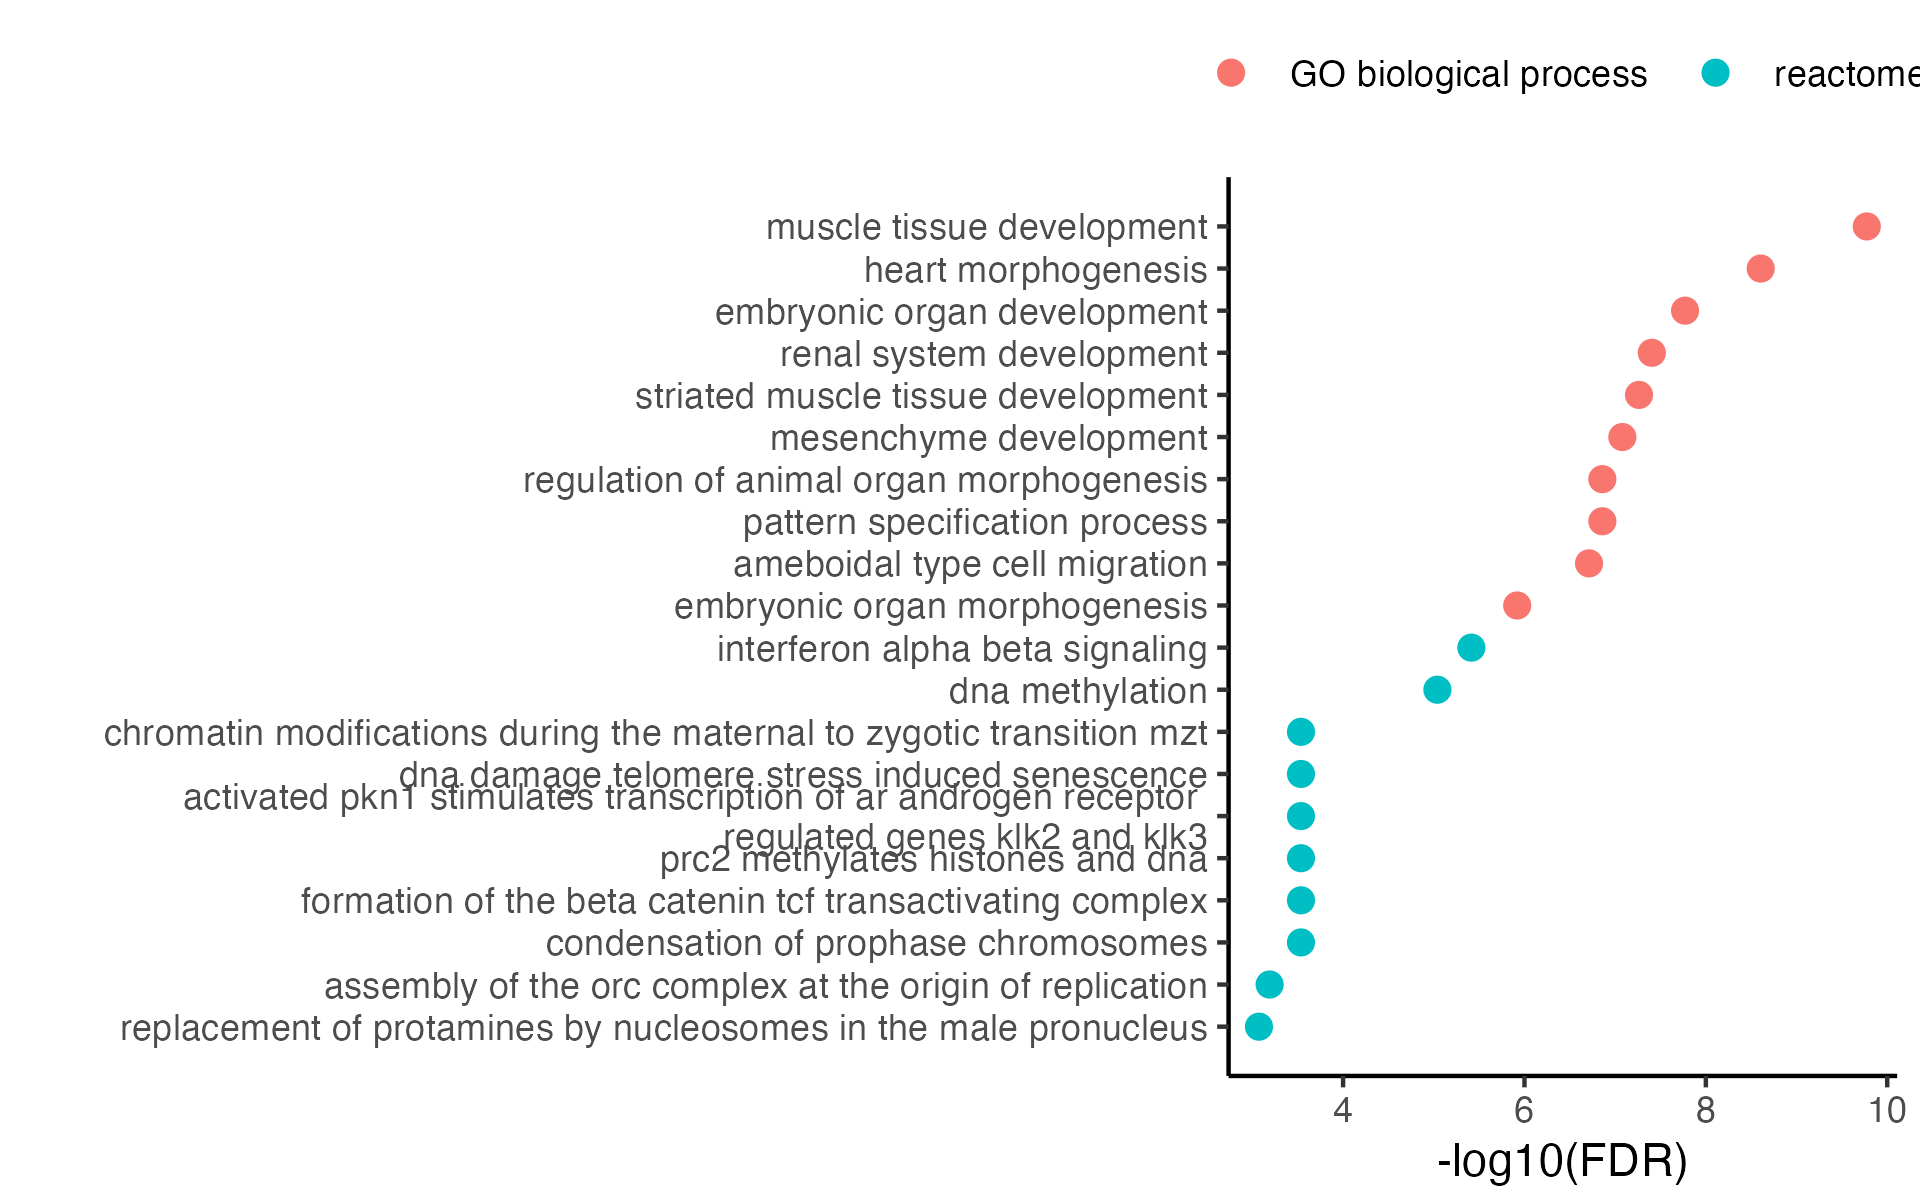 GO biological process reactome
muscle tissue development
heart morphogenesis
embryonic organ development
renal system development
striated muscle tissue development
mesenchyme development
regulation of animal organ morphogenesis
pattern specification process
ameboidal type cell migration
embryonic organ morphogenesis
interferon alpha beta signaling
dna methylation
chromatin modifications during the maternal to zygotic transition mzt
dna damage telomere stress induced senescence
activated pkn1 stimulates transcription of ar androgen receptor
regulated genes klk2 and klk3
prc2 methylates histones and dna
formation of the beta catenin tcf transactivating complex
condensation of prophase chromosomes
assembly of the orc complex at the origin of replication
replacement of protamines by nucleosomes in the male pronucleus
4 6 8 10
-log10(FDR)